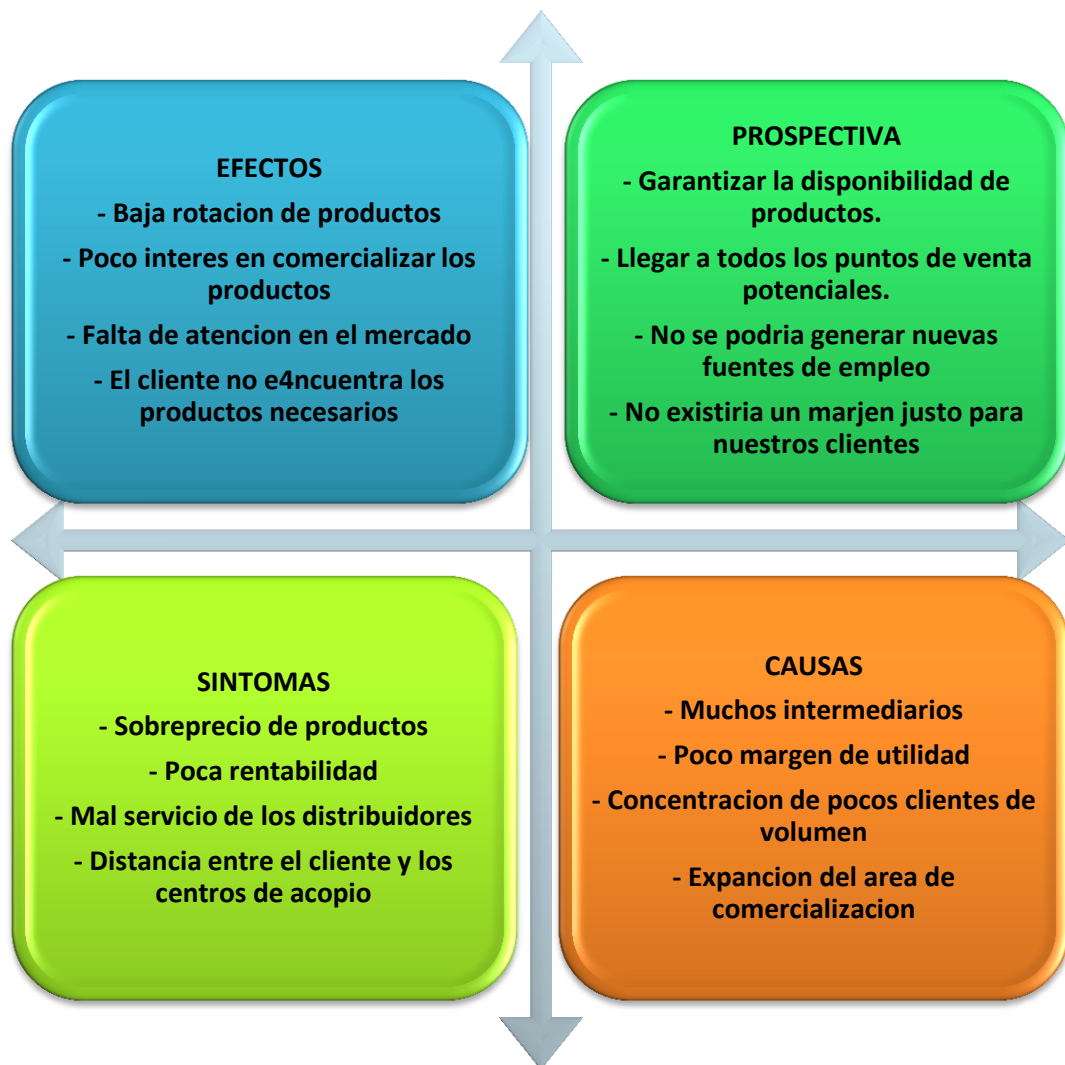 EFECTOS
- Baja rotacion de productos
- Poco interes en comercializar los
productos
- Falta de atencion en el mercado
- El cliente no e4ncuentra los
productos necesarios
PROSPECTIVA
- Garantizar la disponibilidad de
productos.
- Llegar a todos los puntos de venta
potenciales.
- No se podria generar nuevas
fuentes de empleo
- No existiria un marjen justo para
nuestros clientes
SINTOMAS
- Sobreprecio de productos
- Poca rentabilidad
- Mal servicio de los distribuidores
- Distancia entre el cliente y los
centros de acopio
CAUSAS
- Muchos intermediarios
- Poco margen de utilidad
- Concentracion de pocos clientes de
volumen
- Expancion del area de
comercializacion